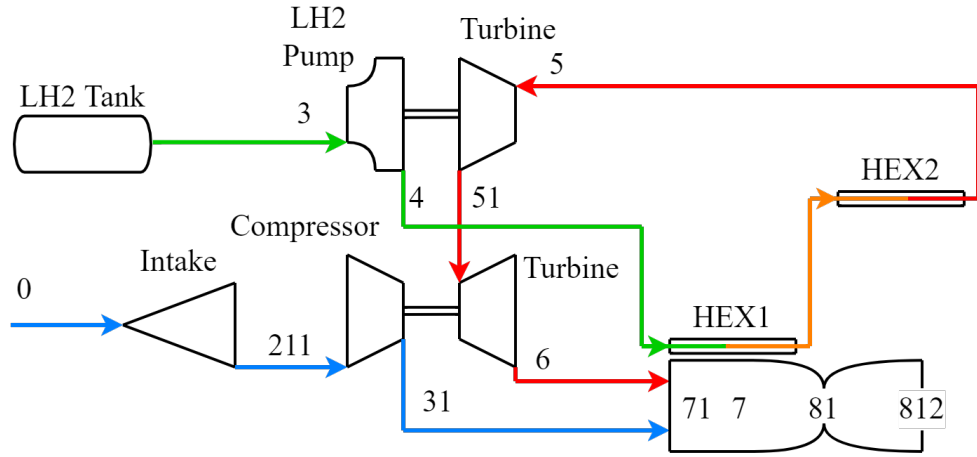 LH2
Pump
Turbine
5
LH2 Tank
3
HEX2
4
51
Compressor
Intake
Turbine
0
211
HEX1
6
31
71
7
81
812